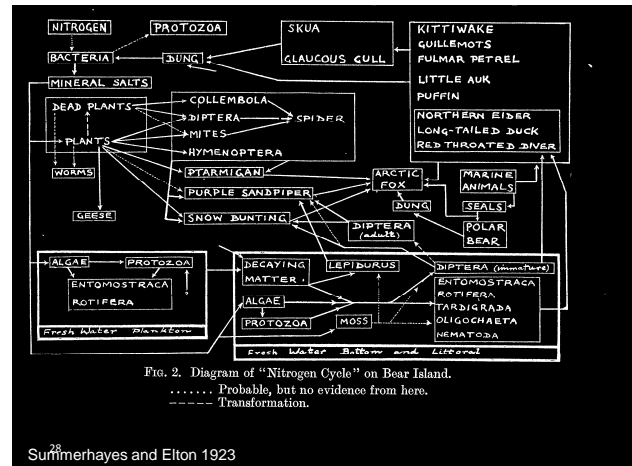 NITROGEN
PROTOZOA
BACTERIA
DUNG
MINERAL SALTS
SKUA
GLAUCOUS GULL
KITTIWAKE
GUILLEMOTS
FULMAR PETREL
LITTLE AUK
PUFFIN
NORTHERN EIDER
LONG-TAILED DUCK
RED THROATED DIVER
DEAD PLANTS
PLANTS
WORMS
GEESE
COLLEMBOLA
DIPTERA
MITES
HYMENOPTERA
SPIDER
PTARMIGAN
PURPLE SANDPIPER
SNOW BUNTING
ARCTIC
FOX
MARINE
ANIMALS
SEALS
DUNG
POLAR
BEAR
DIPTERA
(adult)
ALGAE
PROTOZOA
ENTOMOSTRACA
ROTIFERA
Fresh Water Plankton
DECAYING
MATTER.
LEPIDURUS
DIPTERA (immature)
ALGAE
PROTOZOA
MOSS
ENTOMOSTRACA
ROTIFERA
TARDIGRADA
OLIGOCHAETA
NEMATODA
Fresh Water Bottom and Littoral
FIG. 2. Diagram of "Nitrogen Cycle" on Bear Island.
....... Probable, but no evidence from here.
----- Transformation.
28
Summerhayes and Elton 1923